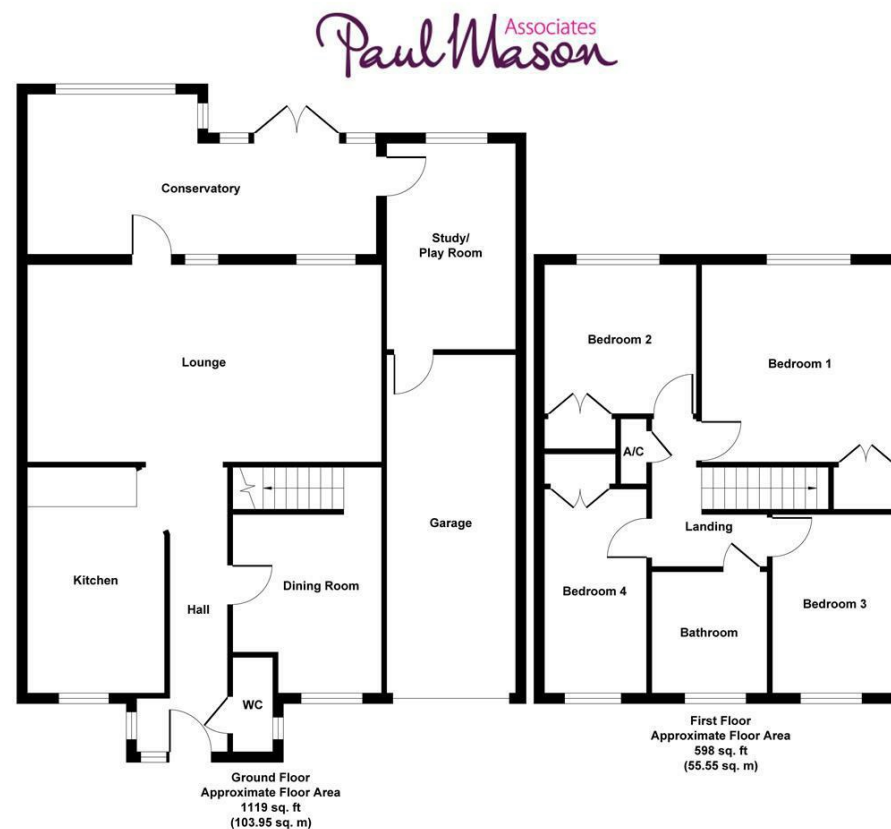 Paul Mason
Associates
Conservatory
Study/
Play Room
Lounge
Kitchen
Hall
Dining Room
Garage
WC
Ground Floor
Approximate Floor Area
1119 sq. ft
(103.95 sq. m)
Bedroom 2
Bedroom 1
A/C
Landing
Bedroom 4
Bathroom
Bedroom 3
First Floor
Approximate Floor Area
598 sq. ft
(55.55 sq. m)